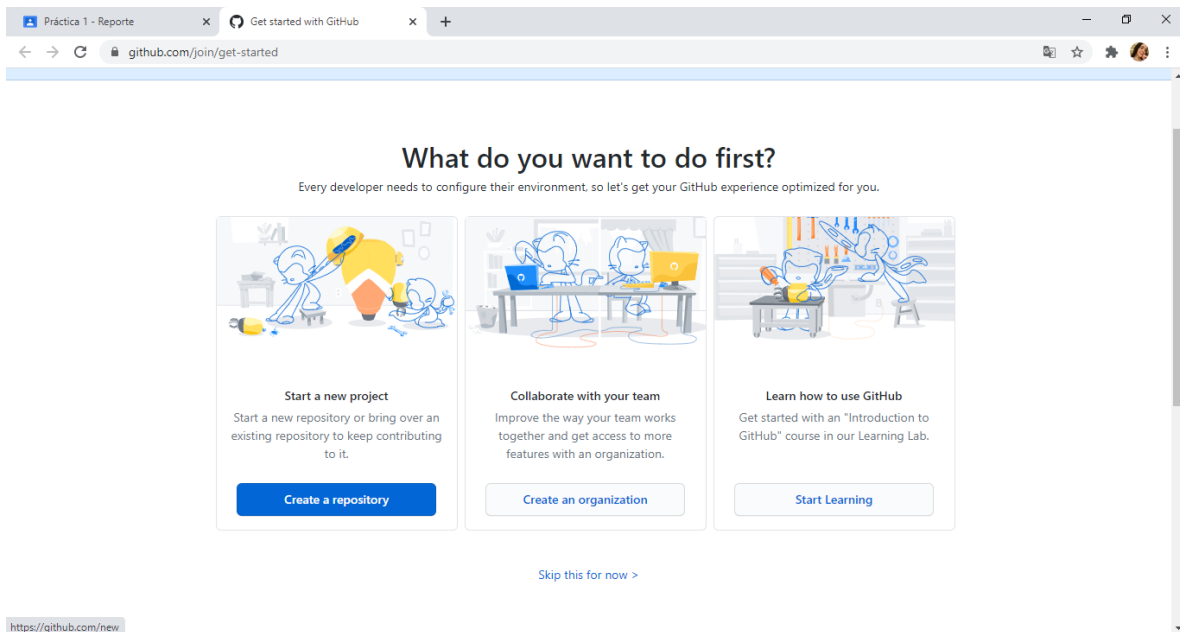 Práctica 1 - Reporte
Get started with GitHub
github.com/join/get-started
What do you want to do first?
Every developer needs to configure their environment, so let's get your GitHub experience optimized for you.
Start a new project
Start a new repository or bring over an
existing repository to keep contributing
to it.
Create a repository
Collaborate with your team
Improve the way your team works
together and get access to more
features with an organization.
Create an organization
Learn how to use GitHub
Get started with an "Introduction to
GitHub" course in our Learning Lab.
Start Learning
Skip this for now >
https://github.com/new